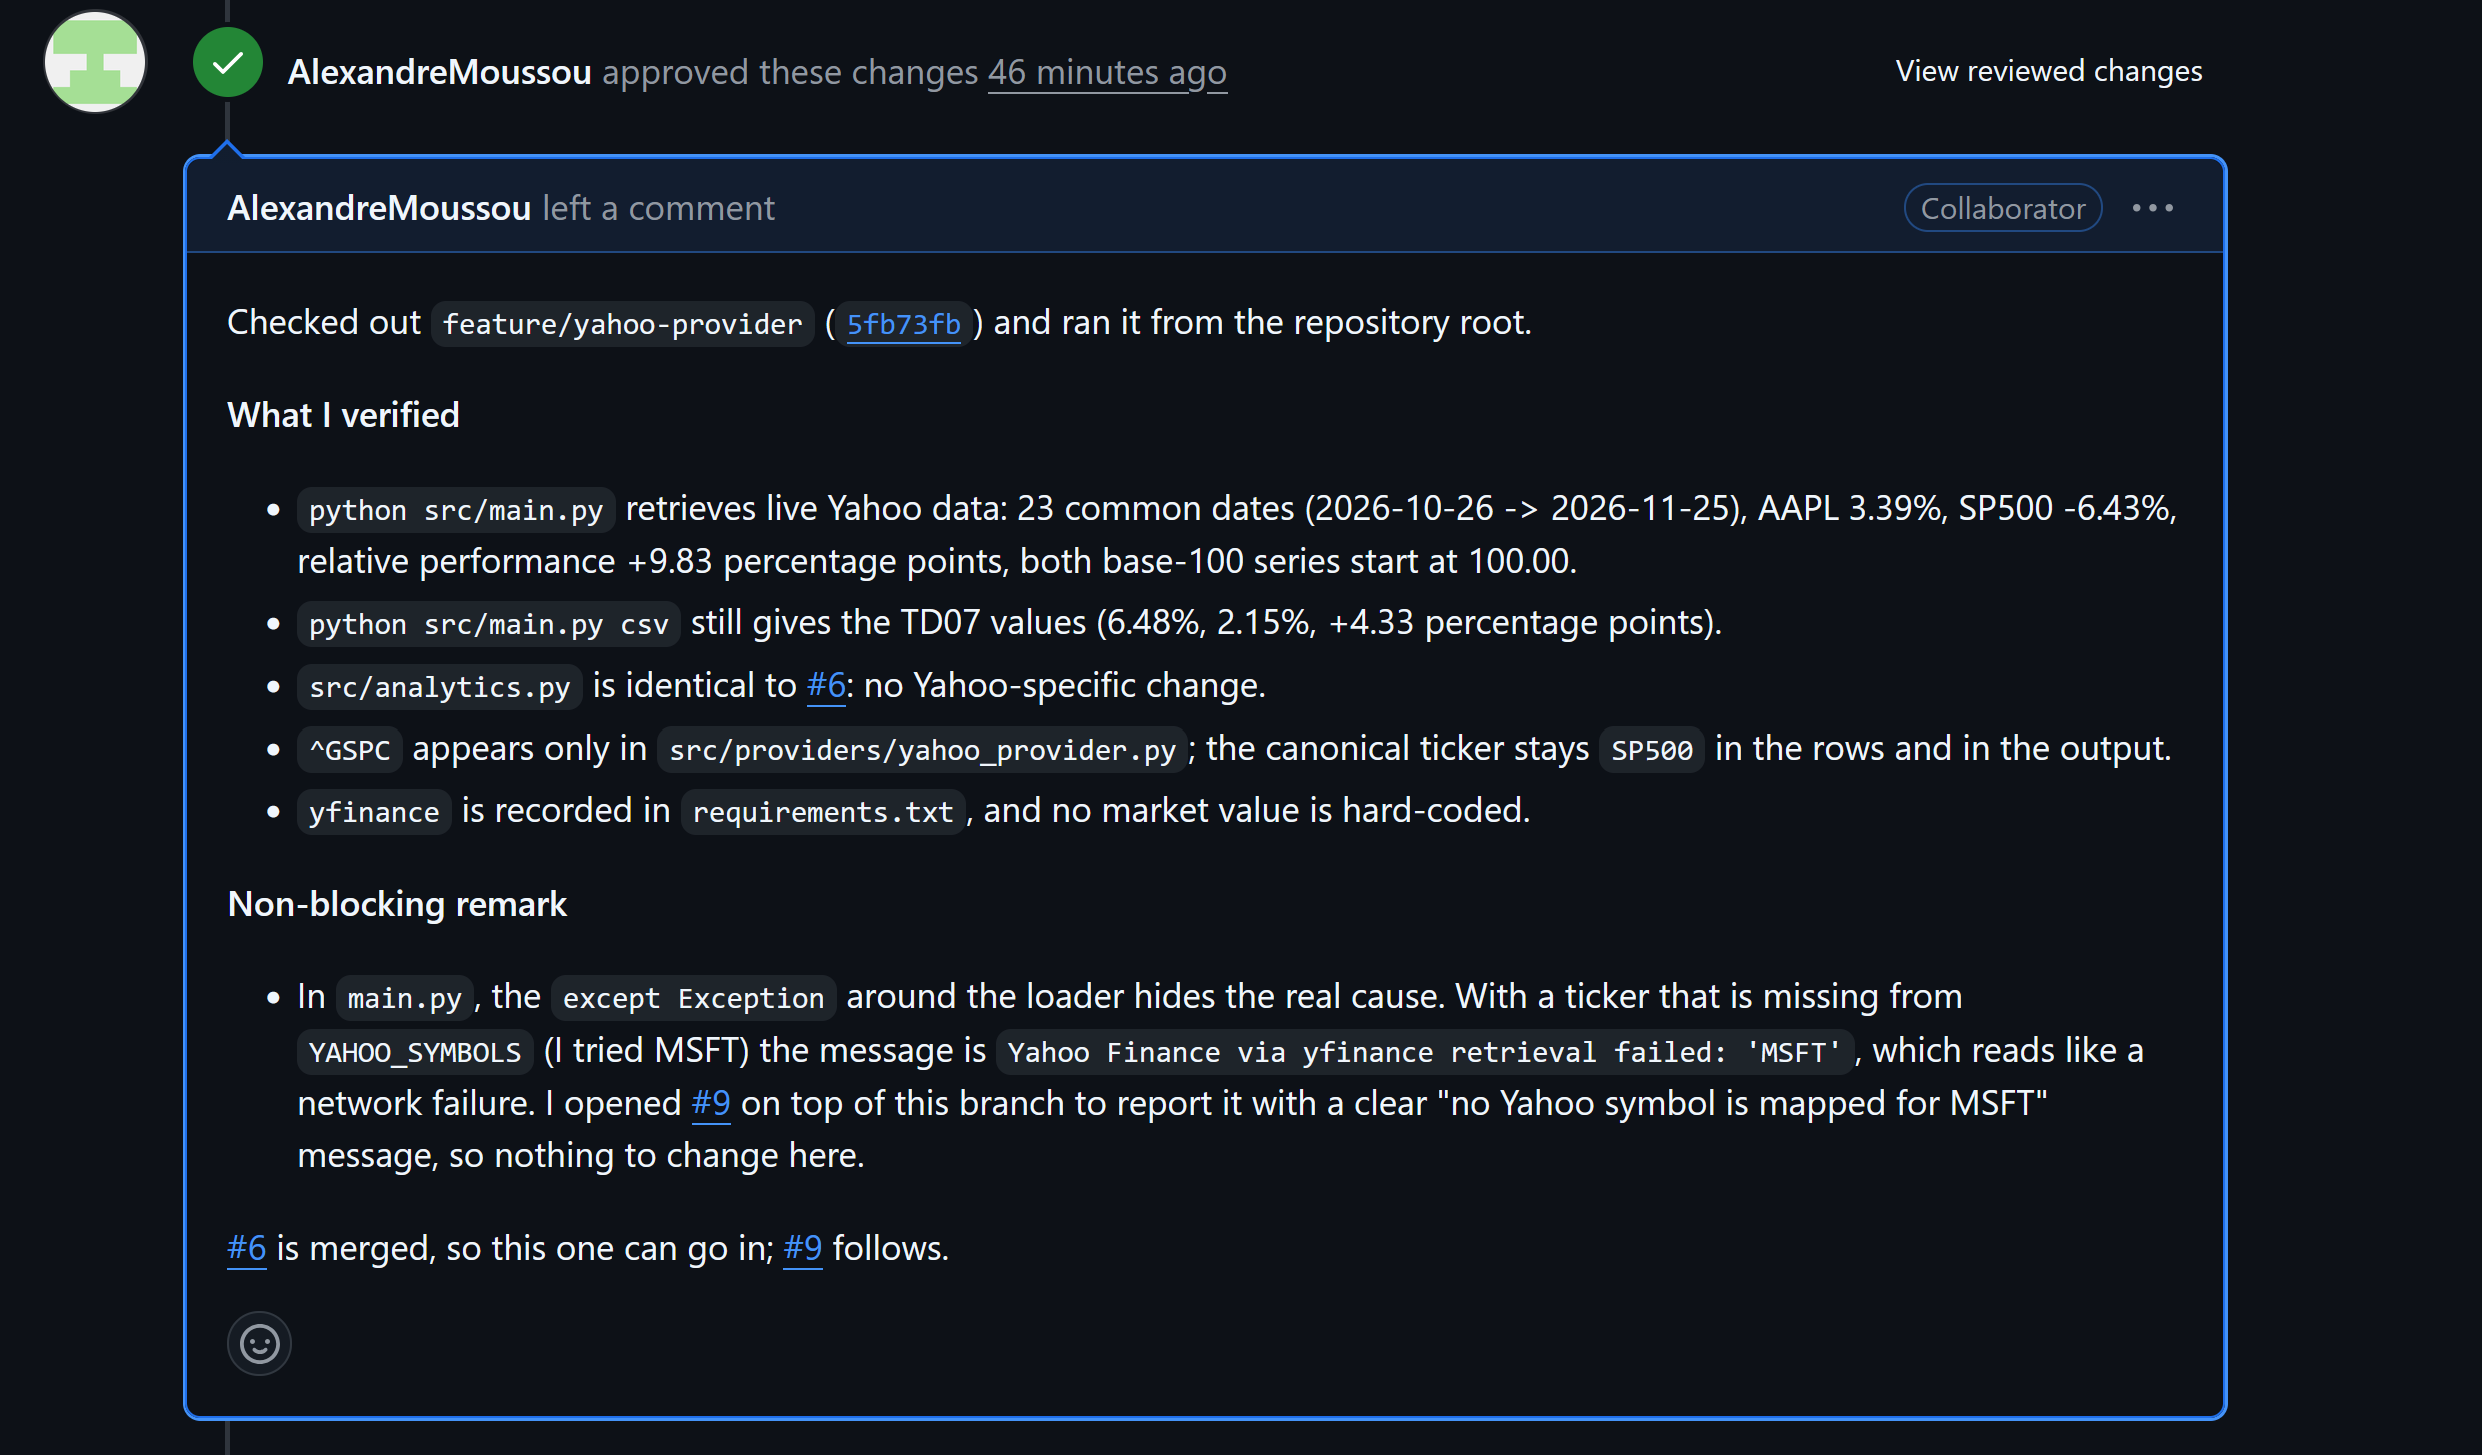 AlexandreMoussou approved these changes 46 minutes ago
View reviewed changes
AlexandreMoussou left a comment
Collaborator
Checked out feature/yahoo-provider (5fb73fb) and ran it from the repository root.
What I verified
python src/main.py retrieves live Yahoo data: 23 common dates (2026-10-26 -> 2026-11-25), AAPL 3.39%, SP500 -6.43%,
relative performance +9.83 percentage points, both base-100 series start at 100.00.
python src/main.py csv still gives the TD07 values (6.48%, 2.15%, +4.33 percentage points).
src/analytics.py is identical to #6: no Yahoo-specific change.
^GSPC appears only in src/providers/yahoo_provider.py; the canonical ticker stays SP500 in the rows and in the output.
yfinance is recorded in requirements.txt, and no market value is hard-coded.
Non-blocking remark
In main.py, the except Exception around the loader hides the real cause. With a ticker that is missing from
YAHOO_SYMBOLS (I tried MSFT) the message is Yahoo Finance via yfinance retrieval failed: 'MSFT', which reads like a
network failure. I opened #9 on top of this branch to report it with a clear "no Yahoo symbol is mapped for MSFT"
message, so nothing to change here.
#6 is merged, so this one can go in; #9 follows.